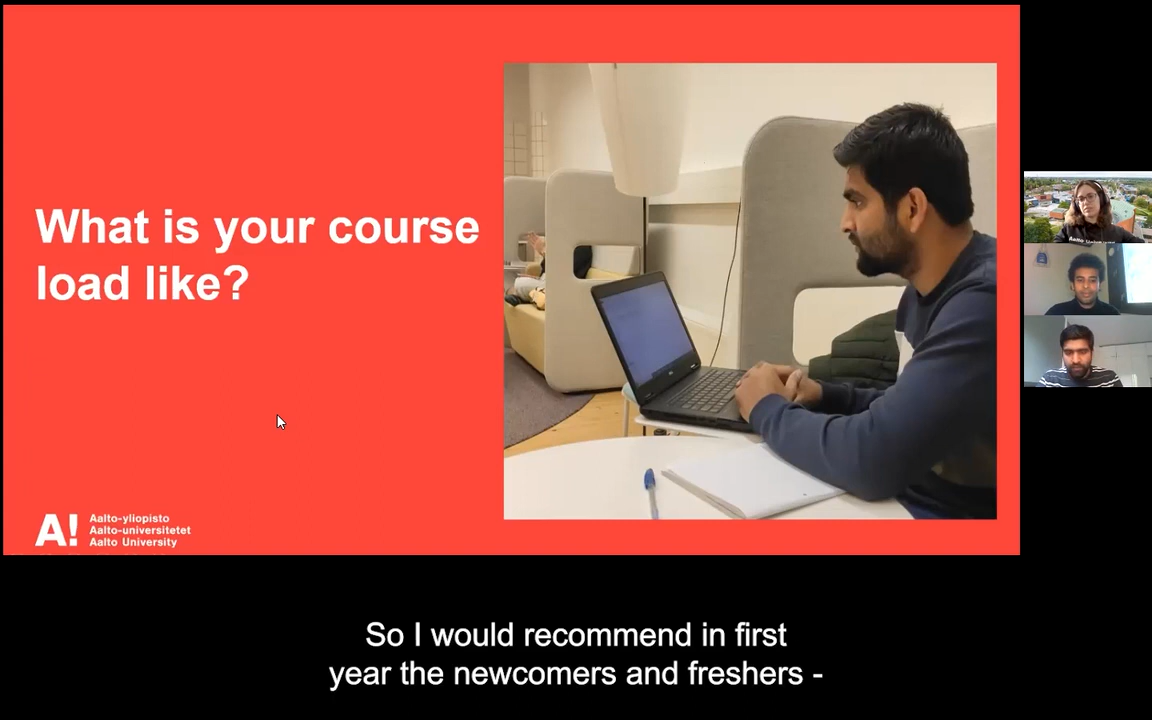 What is your course
load like?
A!
Aalto-yliopisto
Aalto-universitetet
Aalto University
So I would recommend in first
year the newcomers and freshers -